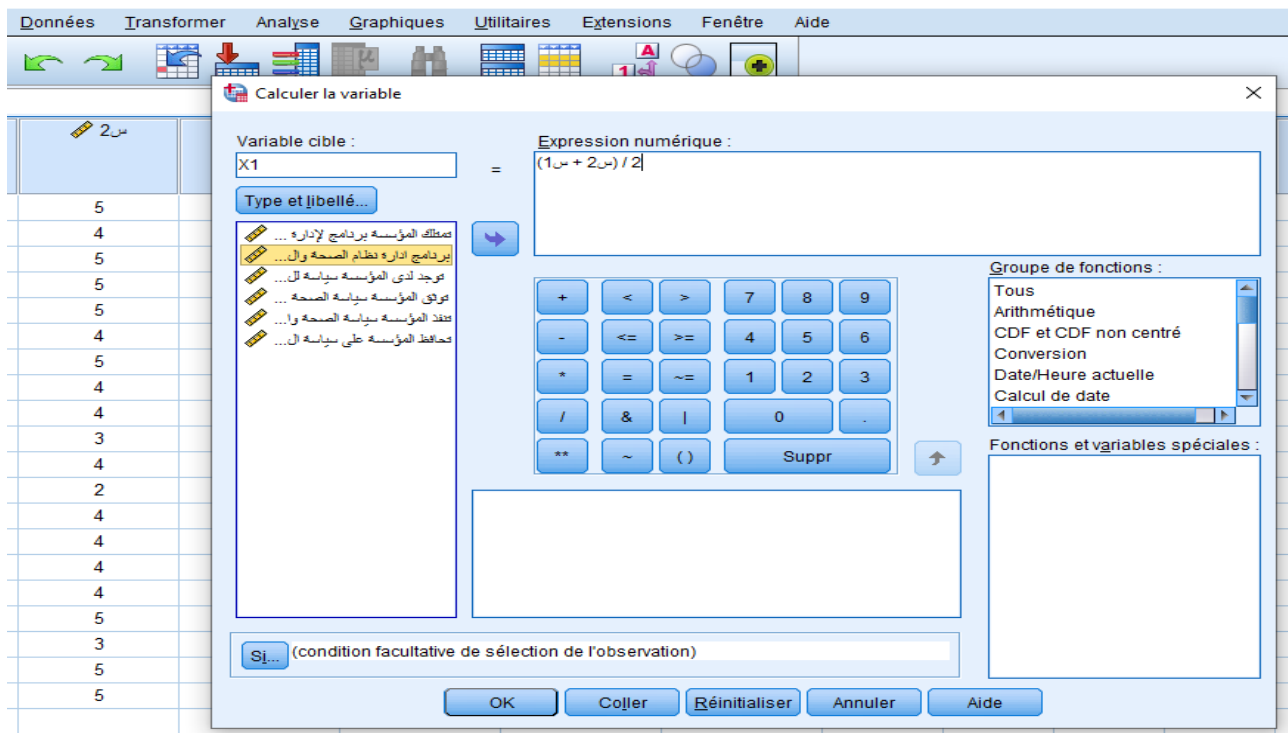 Données Transformer Analyse Graphiques Utilitaires Extensions Fenêtre Aide
Calculer la variable
س2
Variable cible :
X1
=
Expression numérique :
(س1 + س2) / 2
Type et libellé...
تمتلك المؤسسة برنامج لإدارة ...
برنامج ادارة نظام الصحة وال...
توجد لدى المؤسسة سياسة لل...
توثق المؤسسة سياسة الصحة ...
تنفذ المؤسسة سياسة الصحة وا...
تحافظ المؤسسة على سياسة ال...
+ < > 7 8 9
- <= >= 4 5 6
* = ~= 1 2 3
/ & | 0 .
** ~ ( ) Suppr
Groupe de fonctions :
Tous
Arithmétique
CDF et CDF non centré
Conversion
Date/Heure actuelle
Calcul de date
Fonctions et variables spéciales :
Si... (condition facultative de sélection de l'observation)
OK Coller Réinitialiser Annuler Aide
5
4
5
5
5
4
5
4
4
3
4
2
4
4
4
4
5
3
5
5